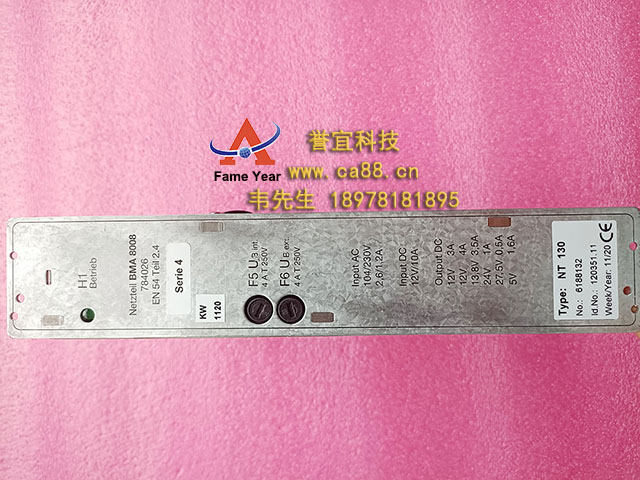 誉宜科技
Fame Year
www.ca88.cn
韦先生 18978181895
H1
Betrieb
Netzteil BMA 8008
784026
EN 54 Teil 2,4
Serie 4
KW
1120
F5 U3 int.
4 A T 250V
F6 UB ext.
4 A T 250V
Input AC
104/230V
2,6/1,2A
Input DC
12V/10A
Output DC
12V 3A
12V 4A
13,8V 3,5A
24V 1A
27,5V 0,5A
5V 1,6A
Type: NT 130
No.: 6188132
Id.No.: 120351.11
Week/Year: 11/20 CE